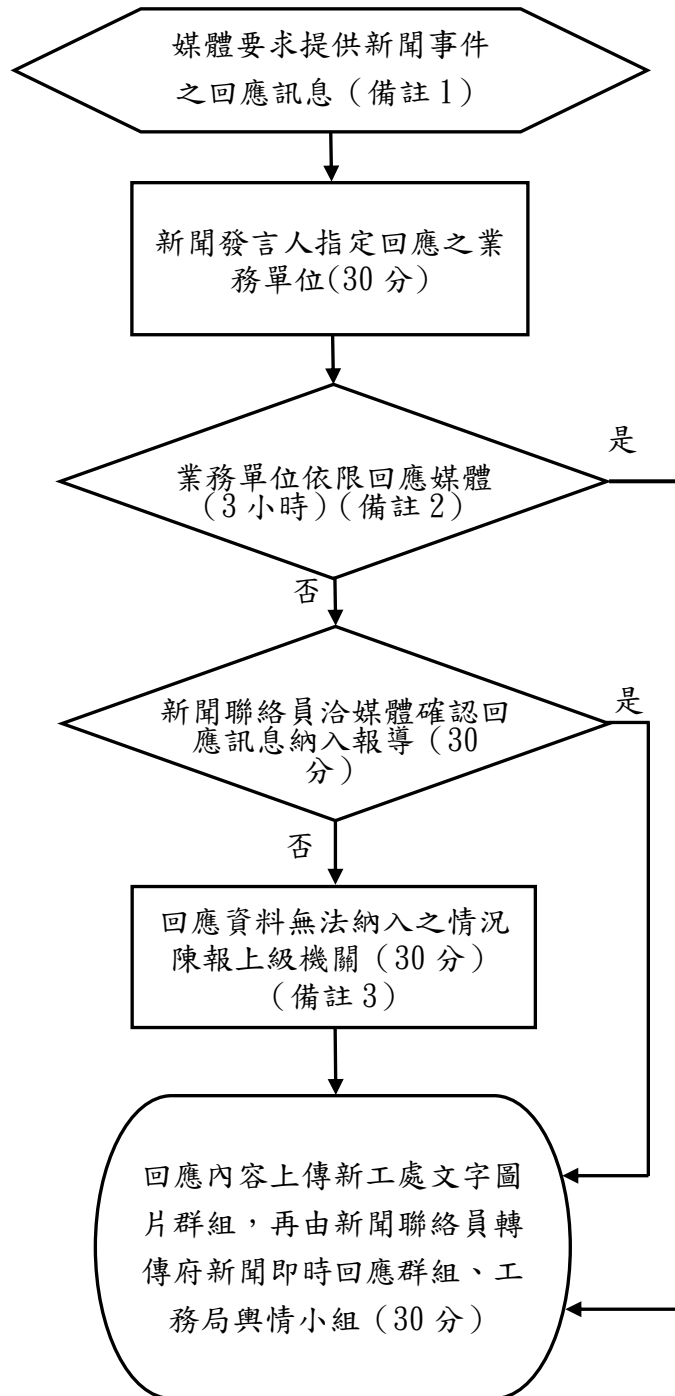 媒體要求提供新聞事件
之回應訊息（備註1）
新聞發言人指定回應之業
務單位(30分)
是
業務單位依限回應媒體
(3小時)(備註2)
否
新聞聯絡員洽媒體確認回
應訊息納入報導（30
分）
是
否
回應資料無法納入之情況
陳報上級機關（30分）
（備註3）
回應內容上傳新工處文字圖
片群組，再由新聞聯絡員轉
傳府新聞即時回應群組、工
務局輿情小組（30分）